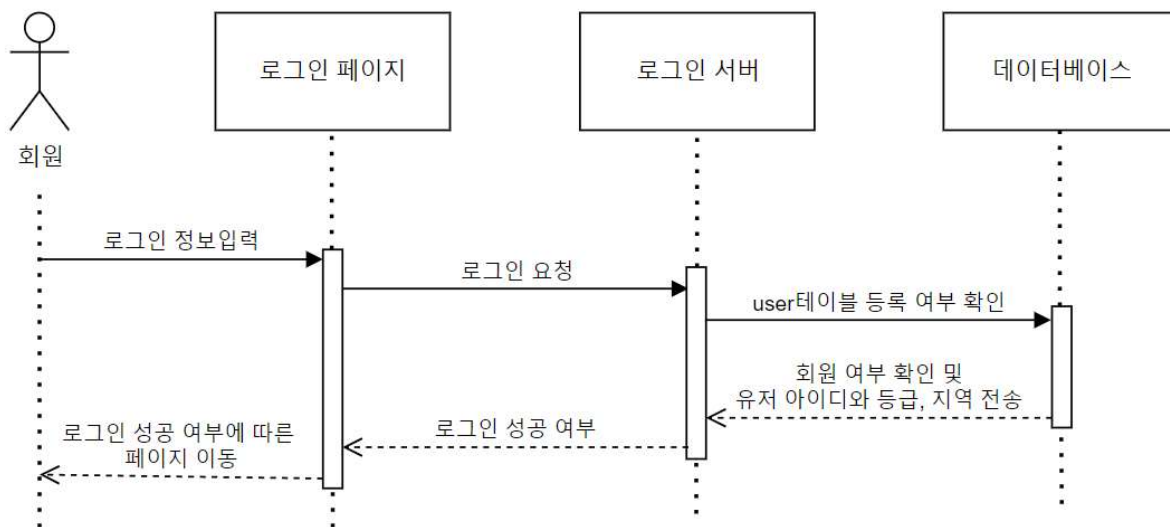 로그인 페이지
로그인 서버
데이터베이스
회원
로그인 정보입력
로그인 요청
user테이블 등록 여부 확인
회원 여부 확인 및
유저 아이디와 등급, 지역 전송
로그인 성공 여부
로그인 성공 여부에 따른
페이지 이동